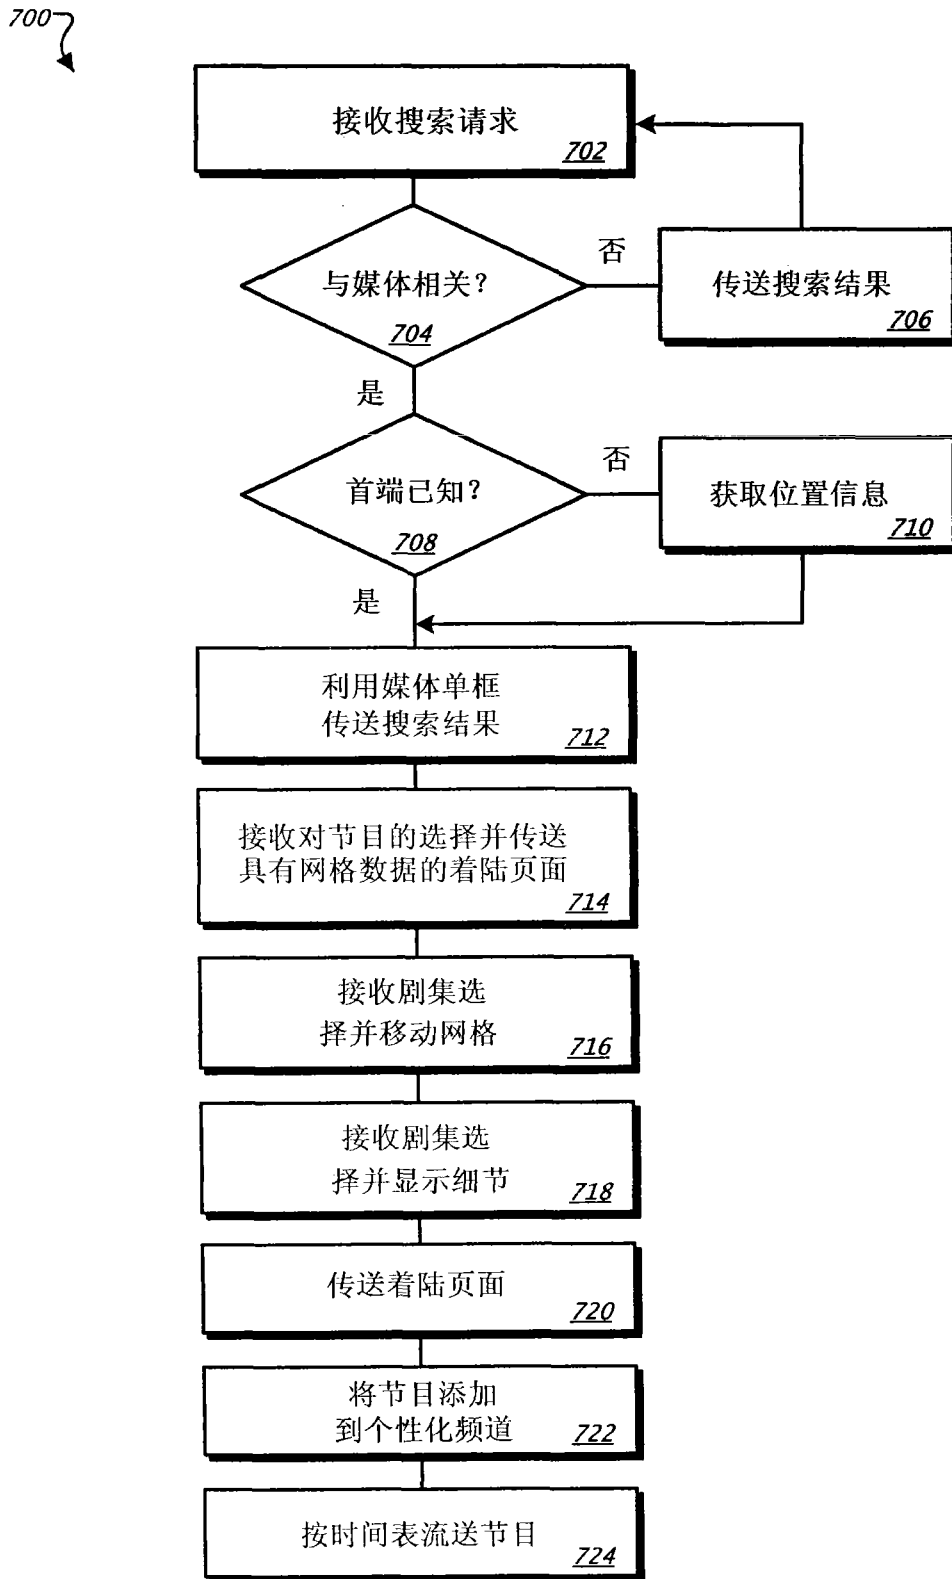 700
接收搜索请求
702
与媒体相关?
704
否
传送搜索结果
706
是
首端已知?
708
否
获取位置信息
710
是
利用媒体单框
传送搜索结果
712
接收对节目的选择并传送
具有网格数据的着陆页面
714
接收剧集选
择并移动网格
716
接收剧集选
择并显示细节
718
传送着陆页面
720
将节目添加
到个性化频道
722
按时间表流送节目
724